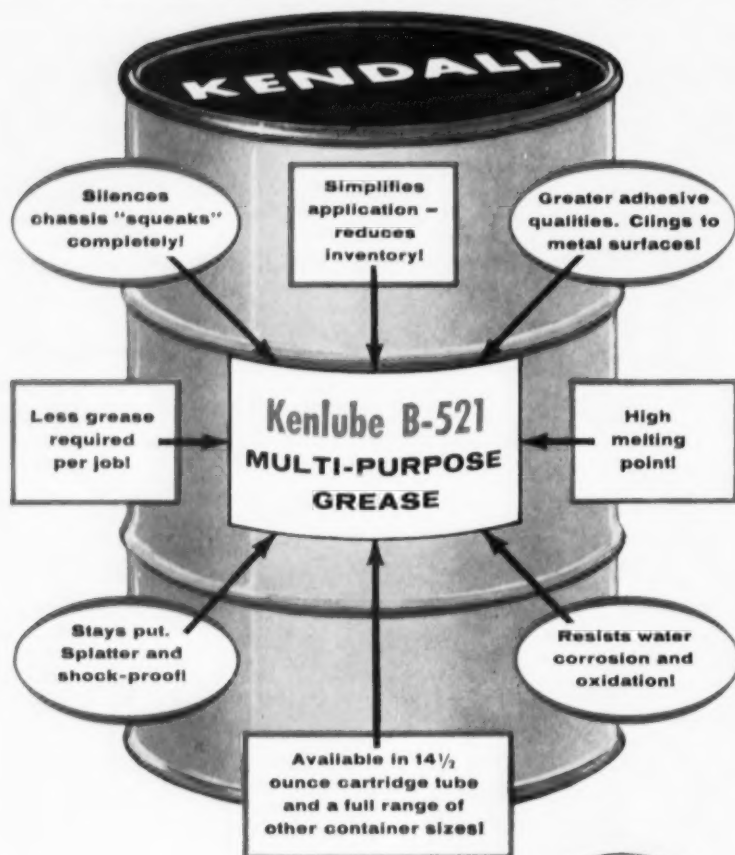 KENDALL
Silences
chassis "squeaks"
completely!
Simplifies
application –
reduces
inventory!
Greater adhesive
qualities. Clings to
metal surfaces!
Less grease
required
per job!
Kenlube B-521
MULTI-PURPOSE
GREASE
High
melting
point!
Stays put.
Splatter and
shock-proof!
Available in 14½
ounce cartridge tube
and a full range of
other container sizes!
Resists water
corrosion and
oxidation!